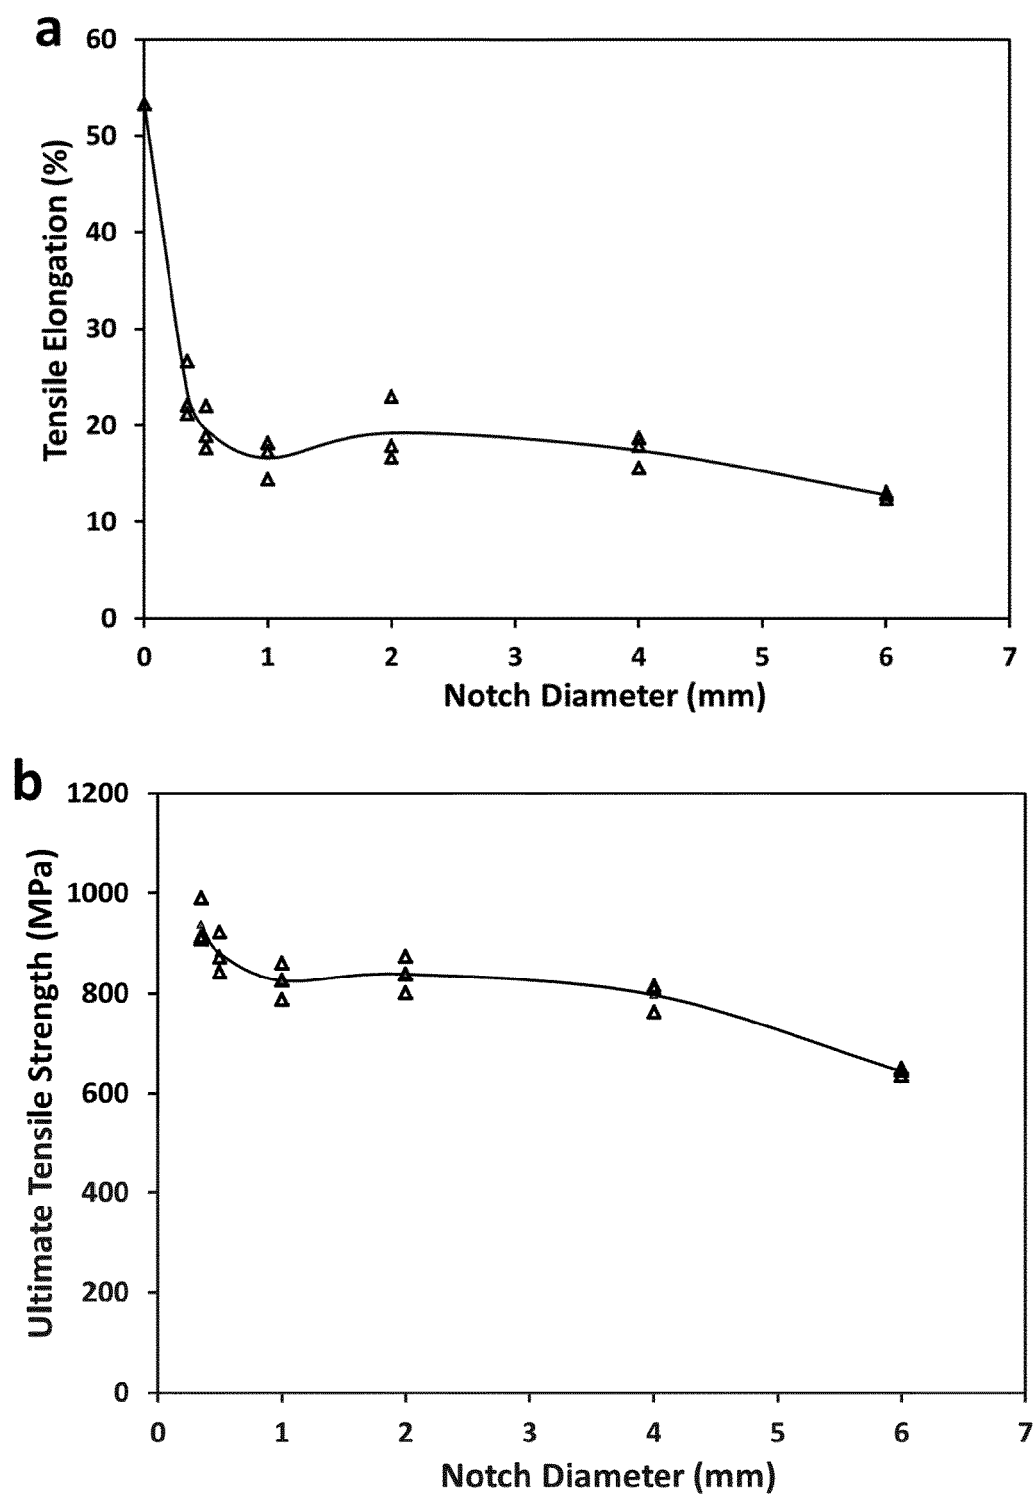 a
60
50
40
30
20
10
0
Tensile Elongation (%)
0 1 2 3 4 5 6 7
Notch Diameter (mm)
b
1200
1000
800
600
400
200
0
Ultimate Tensile Strength (MPa)
0 1 2 3 4 5 6 7
Notch Diameter (mm)